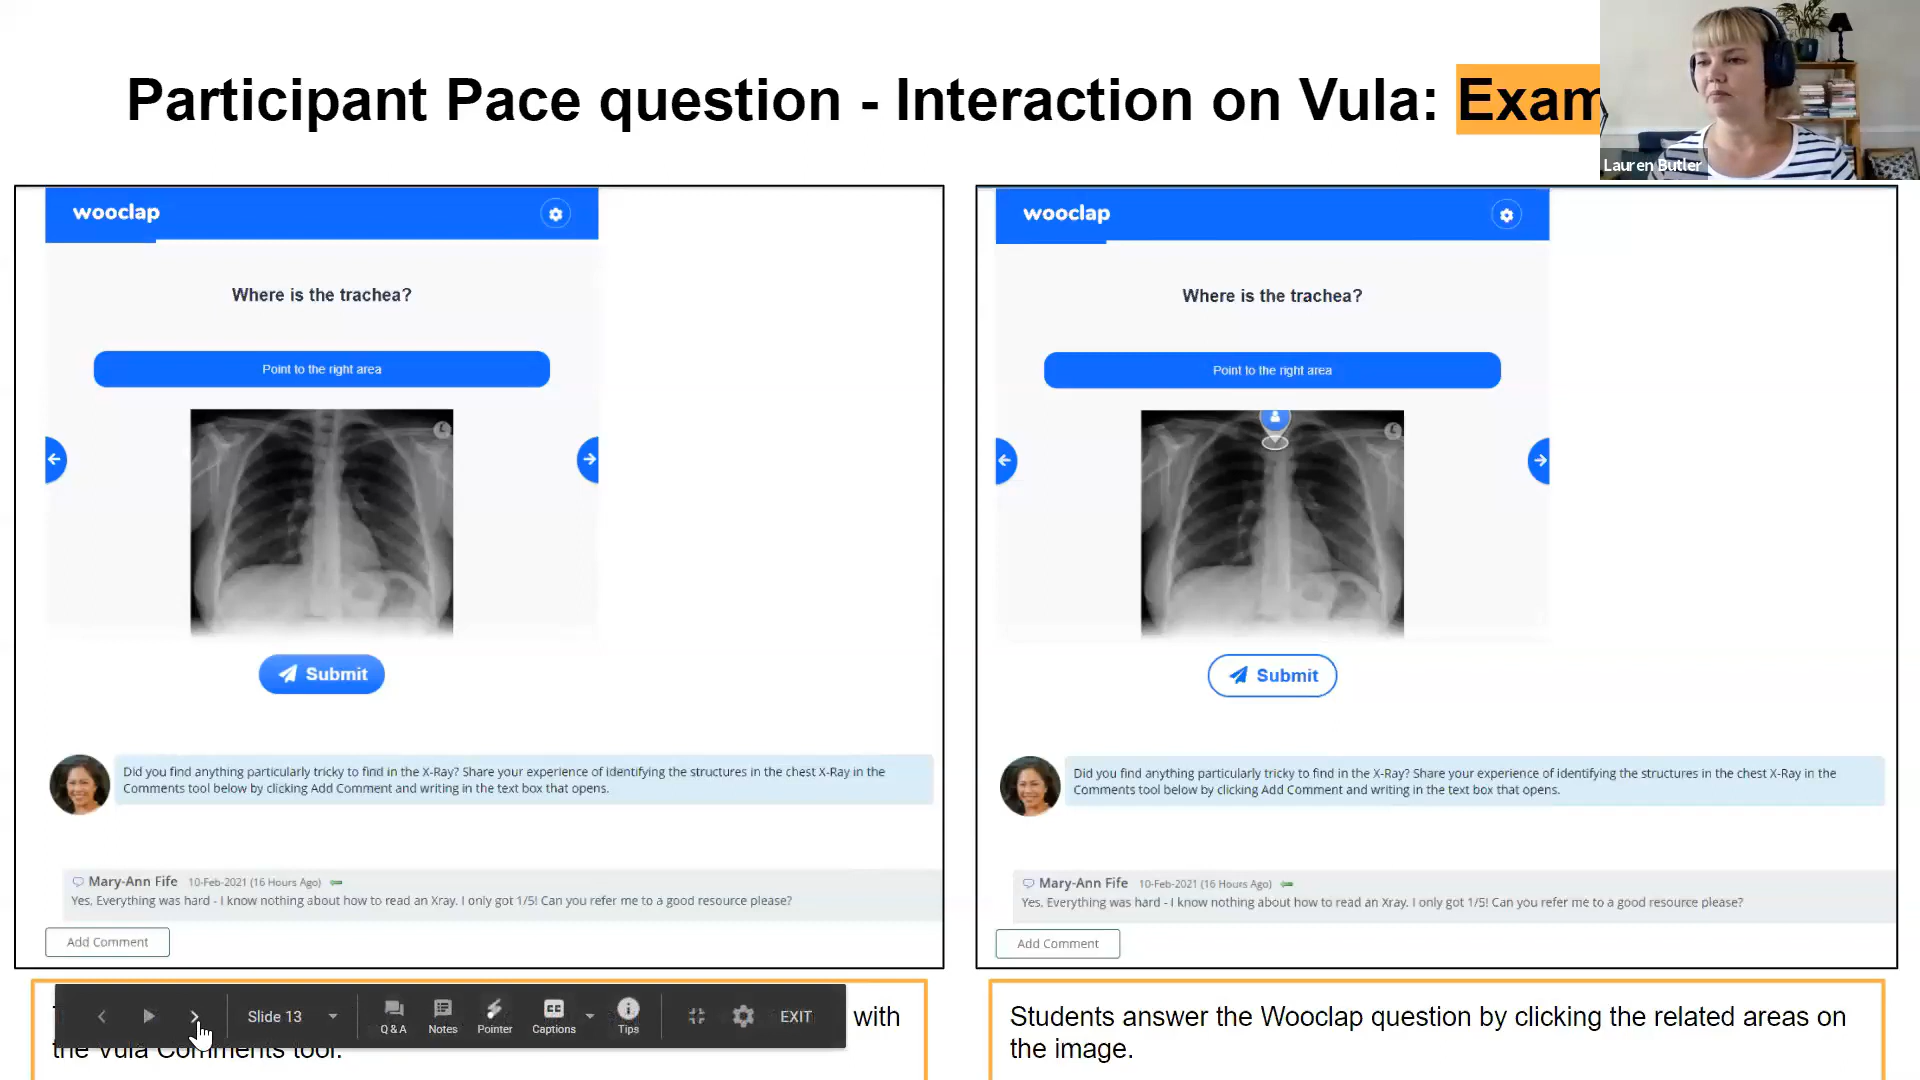 Participant Pace question - Interaction on Vula: Exam
Lauren Butler
wooclap
Where is the trachea?
Point to the right area
L
Submit
Did you find anything particularly tricky to find in the X-Ray? Share your experience of identifying the structures in the chest X-Ray in the
Comments tool below by clicking Add Comment and writing in the text box that opens.
Mary-Ann Fife 10-Feb-2021 (16 Hours Ago)
Yes, Everything was hard - I know nothing about how to read an Xray. I only got 1/5! Can you refer me to a good resource please?
Add Comment
wooclap
Where is the trachea?
Point to the right area
L
Submit
Did you find anything particularly tricky to find in the X-Ray? Share your experience of identifying the structures in the chest X-Ray in the
Comments tool below by clicking Add Comment and writing in the text box that opens.
Mary-Ann Fife 10-Feb-2021 (16 Hours Ago)
Yes, Everything was hard - I know nothing about how to read an Xray. I only got 1/5! Can you refer me to a good resource please?
Add Comment
with
the Vula Comments tool.
Slide 13 Q&A Notes Pointer CC Captions Tips EXIT
Students answer the Wooclap question by clicking the related areas on
the image.